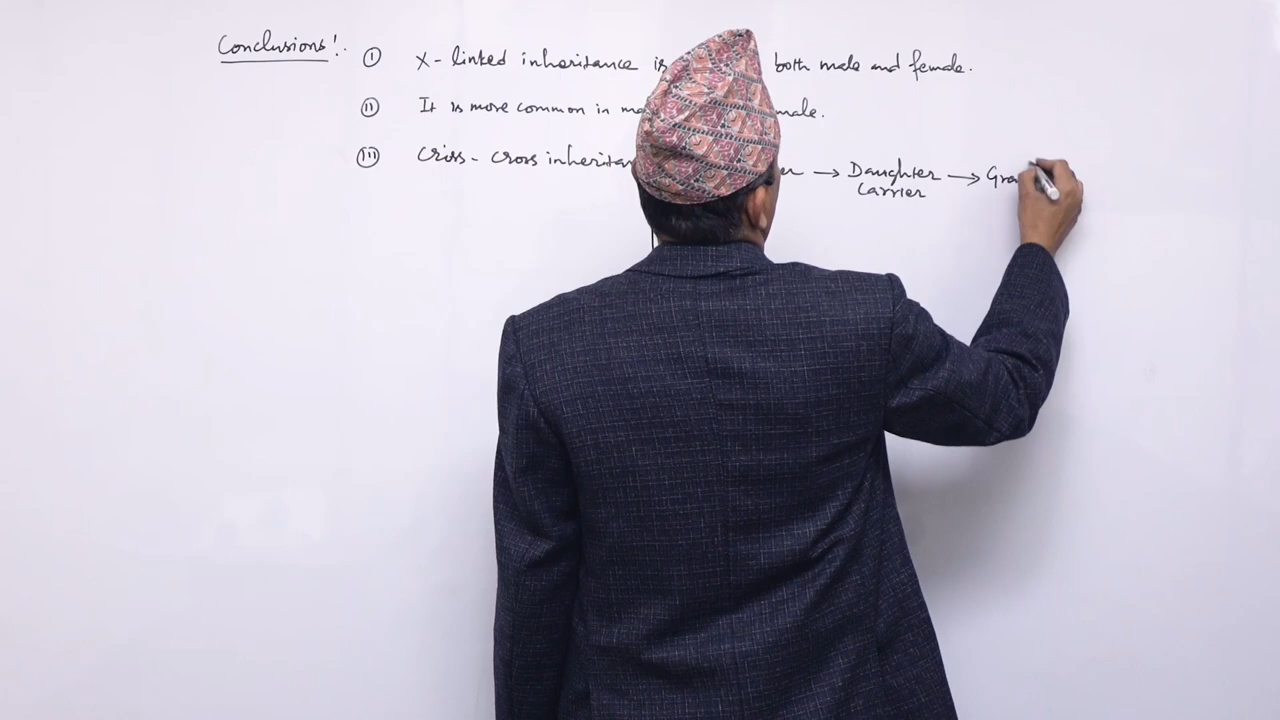 Conclusions:
(I) X-linked inheritance is both male and female.
(II) It is more common in male.
(III) Criss-cross → Daughter →
Carrier